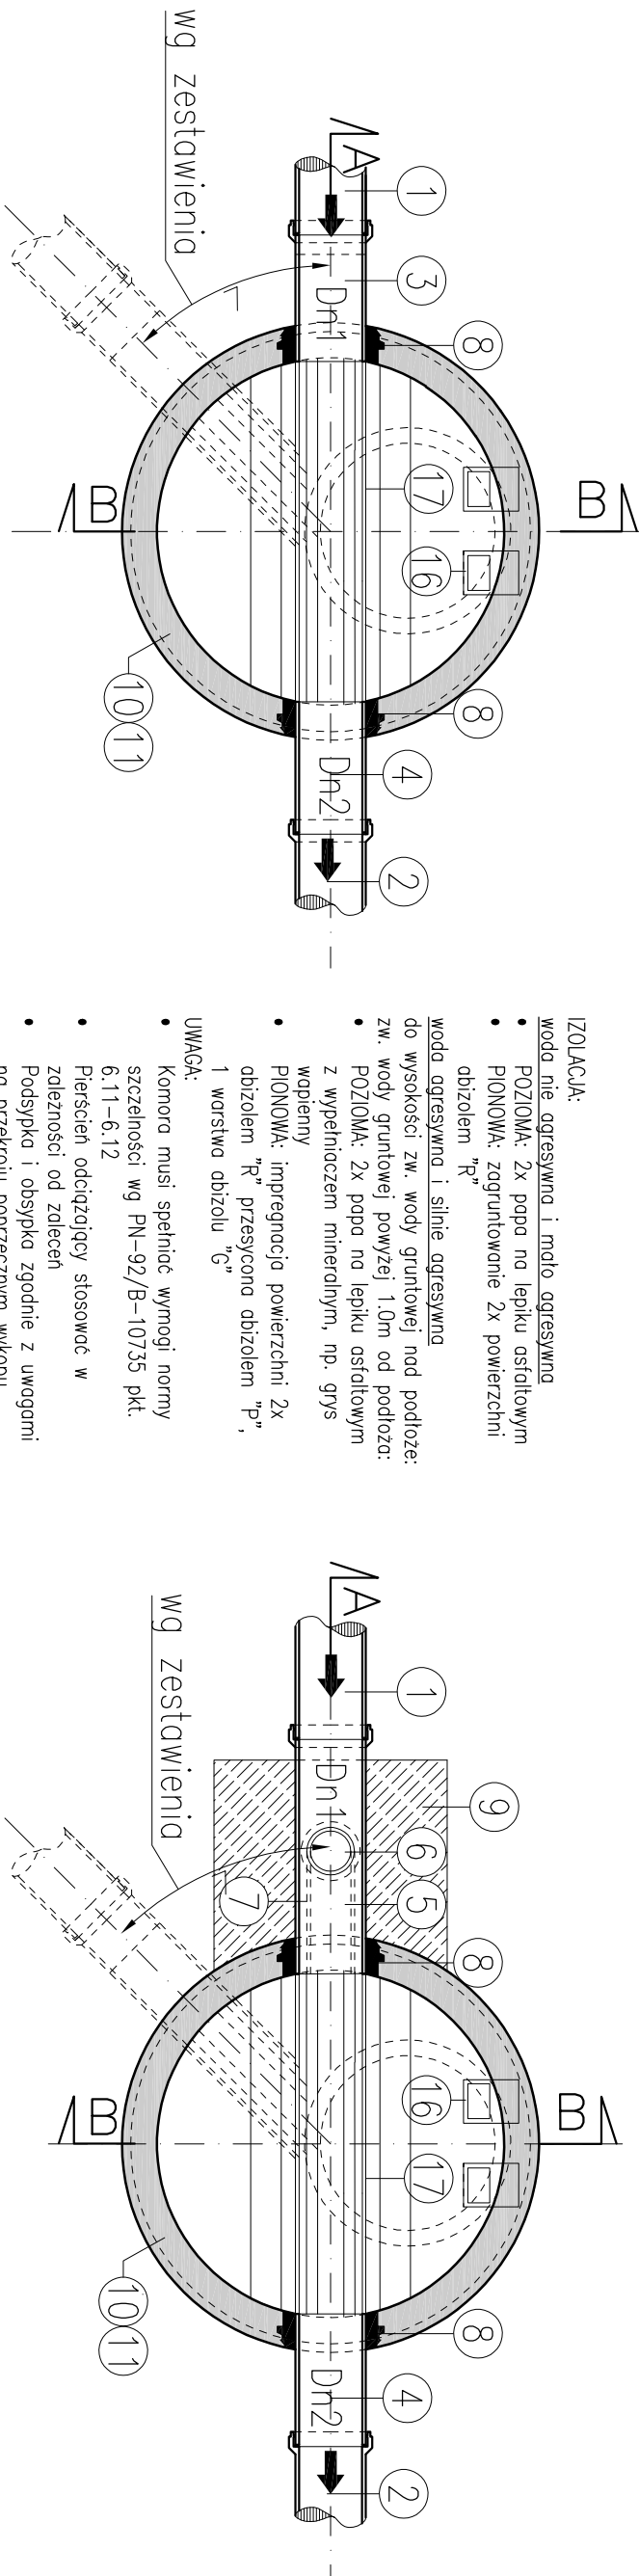 A
1
3
Dn1
8
17
B
B
16
10 11
8
4
Dn2
2
wg zestawienia
IZOLACJA:
woda nie agresywna i mało agresywna
• POZIOMA: 2x papa na lepiku asfaltowym
• PIONOWA: zagruntowanie 2x powierzchni
abizolem "R"
woda agresywna i silnie agresywna
do wysokości zw. wody gruntowej nad podłoże:
zw. wody gruntowej powyżej 1.0m od podłoża:
• POZIOMA: 2x papa na lepiku asfaltowym
z wypełniaczem mineralnym, np. grys
wapienny
• PIONOWA: impregnacja powierzchni 2x
abizolem "R" przesycona abizolem "P",
1 warstwa abizolu "G"
UWAGA:
• Komora musi spełniać wymogi normy
szczelności wg PN-92/B-10735 pkt.
6.11-6.12
• Pierścień odciążający stosować w
zależności od zaleceń
• Podsypka i obsypka zgodnie z uwagami
na przekroju poprzecznym wykopu
A
1
Dn1
9
6
5
7
8
B
B
16
17
10 11
8
4
Dn2
2
wg zestawienia